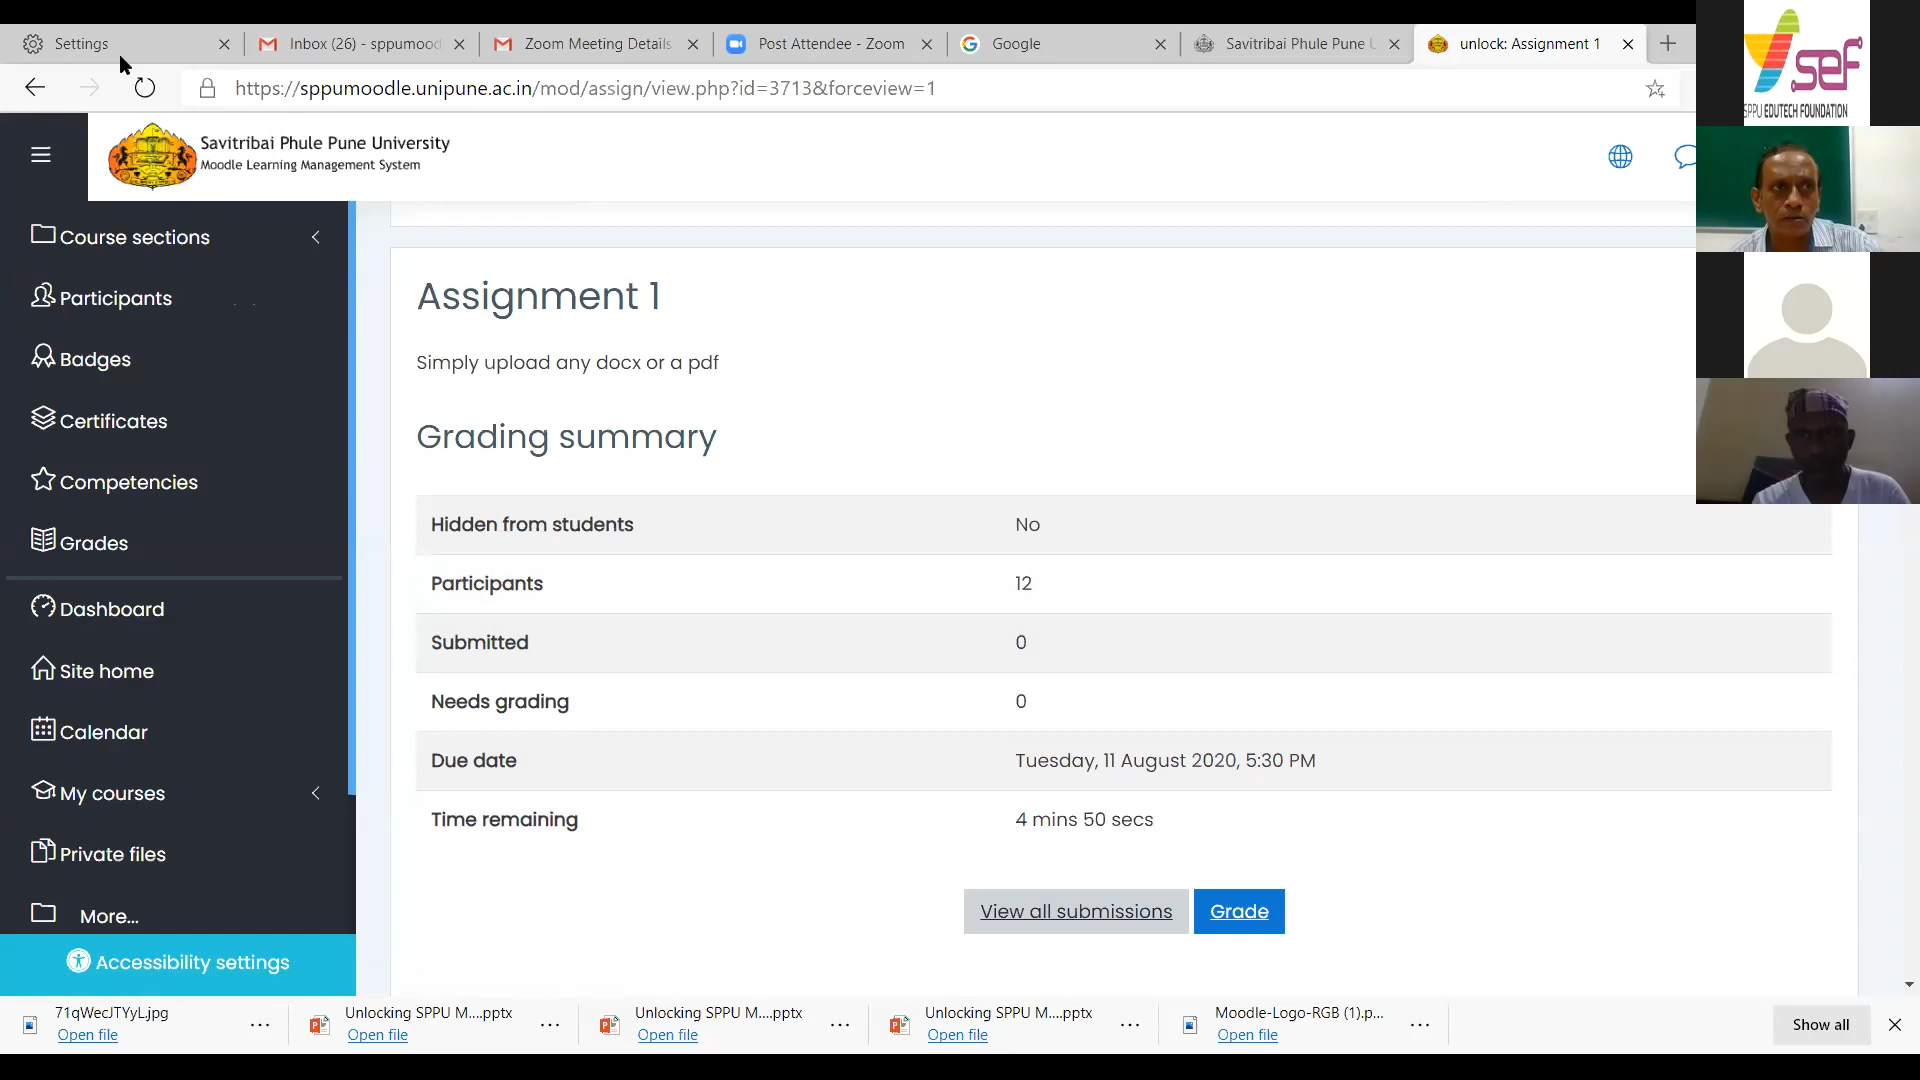 Settings
Inbox (26) - sppumood
Zoom Meeting Details
Post Attendee - Zoom
Google
Savitribai Phule Pune U
unlock: Assignment 1
https://sppumoodle.unipune.ac.in/mod/assign/view.php?id=3713&forceview=1
sef
SPPU EDUTECH FOUNDATION
Savitribai Phule Pune University
Moodle Learning Management System
Course sections
Participants
Badges
Certificates
Competencies
Grades
Dashboard
Site home
Calendar
My courses
Private files
More...
Accessibility settings
Assignment 1
Simply upload any docx or a pdf
Grading summary
Hidden from students No
Participants 12
Submitted 0
Needs grading 0
Due date Tuesday, 11 August 2020, 5:30 PM
Time remaining 4 mins 50 secs
View all submissions Grade
71qWecJTYyL.jpg
Open file
Unlocking SPPU M....pptx
Open file
Unlocking SPPU M....pptx
Open file
Unlocking SPPU M....pptx
Open file
Moodle-Logo-RGB (1).p...
Open file
Show all